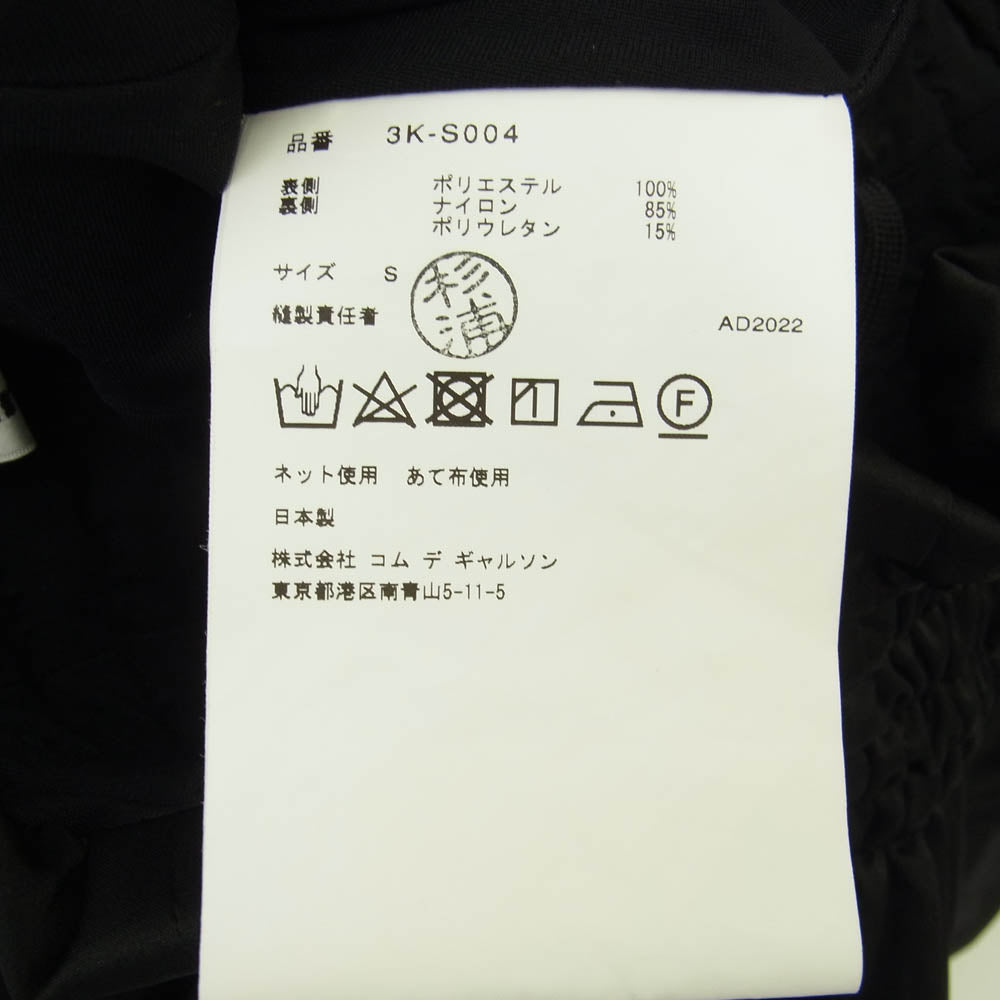 品番 3K-S004
表側 ポリエステル 100%
裏側 ナイロン 85%
ポリウレタン 15%
サイズ S
杉浦
縫製責任者
AD2022
F
ネット使用 あて布使用
日本製
株式会社 コム デ ギャルソン
東京都港区南青山5-11-5